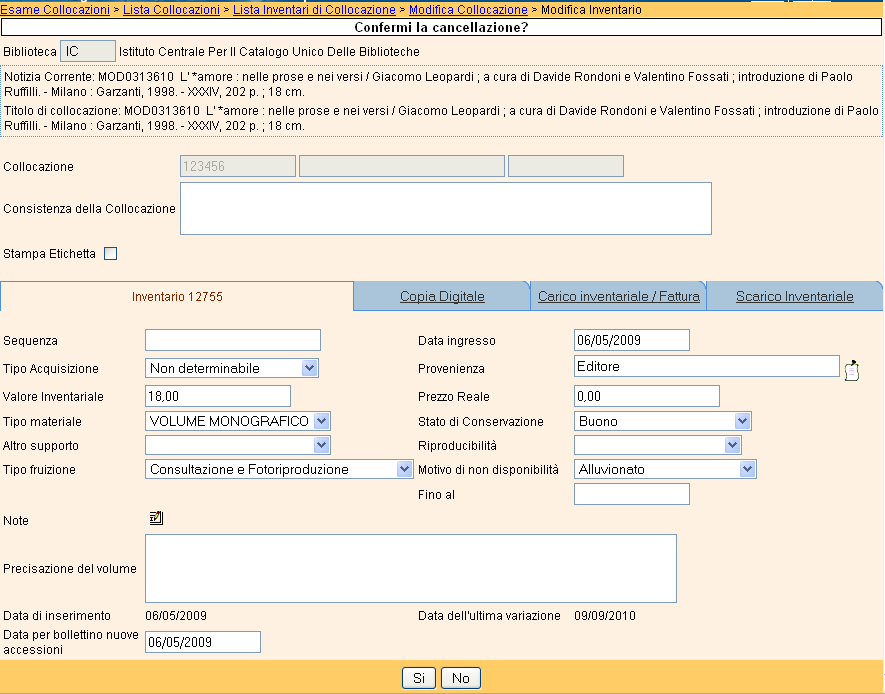 Esame Collocazioni > Lista Collocazioni > Lista Inventari di Collocazione > Modifica Collocazione > Modifica Inventario
Confermi la cancellazione?
Biblioteca IC Istituto Centrale Per Il Catalogo Unico Delle Biblioteche
Notizia Corrente: MOD0313610 L' *amore : nelle prose e nei versi / Giacomo Leopardi ; a cura di Davide Rondoni e Valentino Fossati ; introduzione di Paolo
Ruffilli. - Milano : Garzanti, 1998. - XXXIV, 202 p. ; 18 cm.
Titolo di collocazione: MOD0313610 L' *amore : nelle prose e nei versi / Giacomo Leopardi ; a cura di Davide Rondoni e Valentino Fossati ; introduzione di Paolo
Ruffilli. - Milano : Garzanti, 1998. - XXXIV, 202 p. ; 18 cm.
Collocazione 123456
Consistenza della Collocazione
Stampa Etichetta
Inventario 12755 Copia Digitale Carico inventariale / Fattura Scarico Inventariale
Sequenza Data ingresso 06/05/2009
Tipo Acquisizione Non determinabile Provenienza Editore
Valore Inventariale 18,00 Prezzo Reale 0,00
Tipo materiale VOLUME MONOGRAFICO Stato di Conservazione Buono
Altro supporto Riproducibilità
Tipo fruizione Consultazione e Fotoriproduzione Motivo di non disponibilità Alluvionato
Fino al
Note
Precisazione del volume
Data di inserimento 06/05/2009 Data dell'ultima variazione 09/09/2010
Data per bollettino nuove
accessioni 06/05/2009
Si No